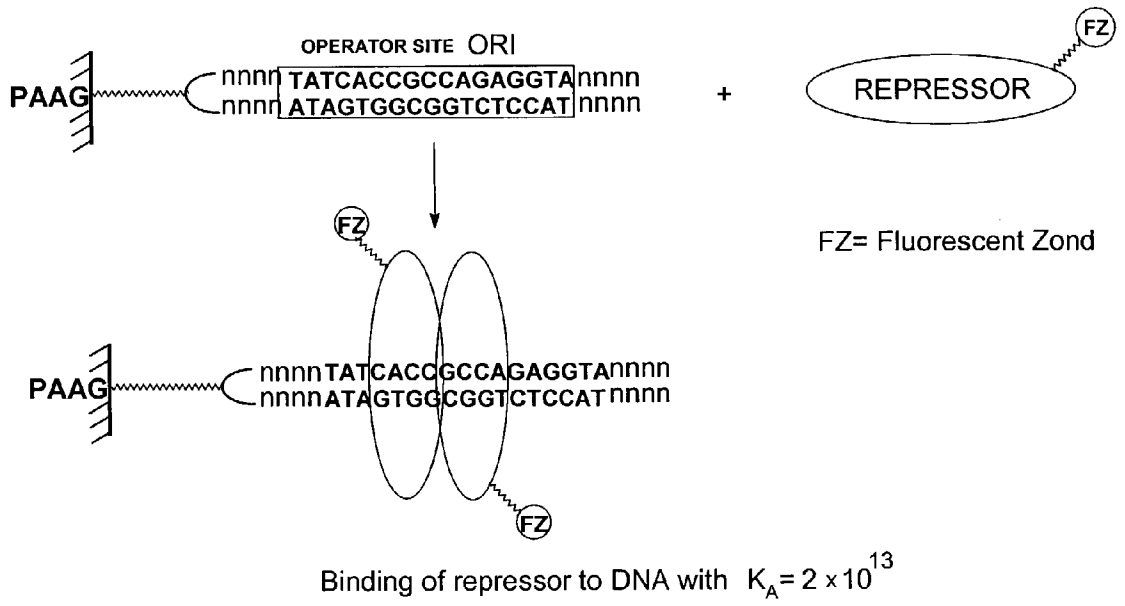 OPERATOR SITE ORI
PAAG
nnnn TATCACCGCCAGAGGTA nnnn
nnnn ATAGTGGCGGTCTCCAT nnnn
+
REPRESSOR
FZ
FZ
FZ= Fluorescent Zond
PAAG
nnnnTATCACCGCCAGAGGTAnnnn
nnnnATAGTGGCGGTCTCCATnnnn
FZ
Binding of repressor to DNA with K_A = 2 × 10^13